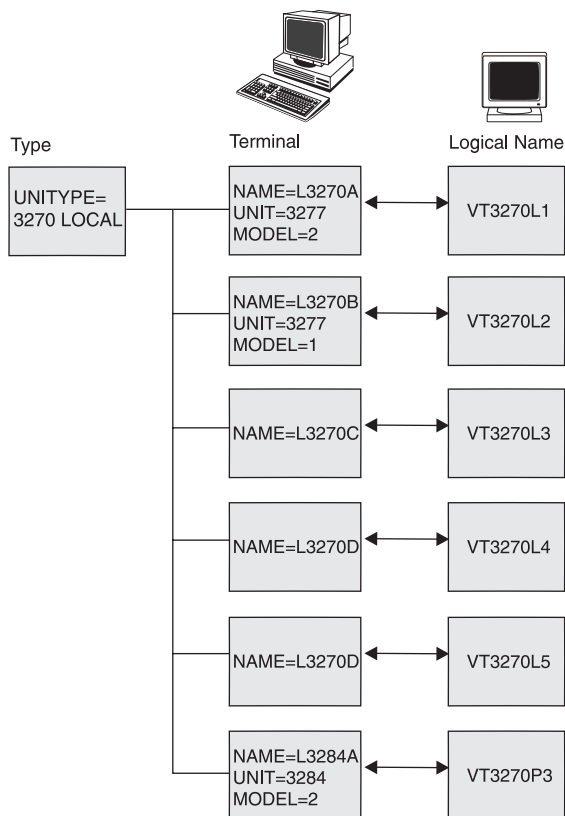 Type
Terminal
Logical Name
UNITYPE=
3270 LOCAL
NAME=L3270A
UNIT=3277
MODEL=2
VT3270L1
NAME=L3270B
UNIT=3277
MODEL=1
VT3270L2
NAME=L3270C
VT3270L3
NAME=L3270D
VT3270L4
NAME=L3270D
VT3270L5
NAME=L3284A
UNIT=3284
MODEL=2
VT3270P3